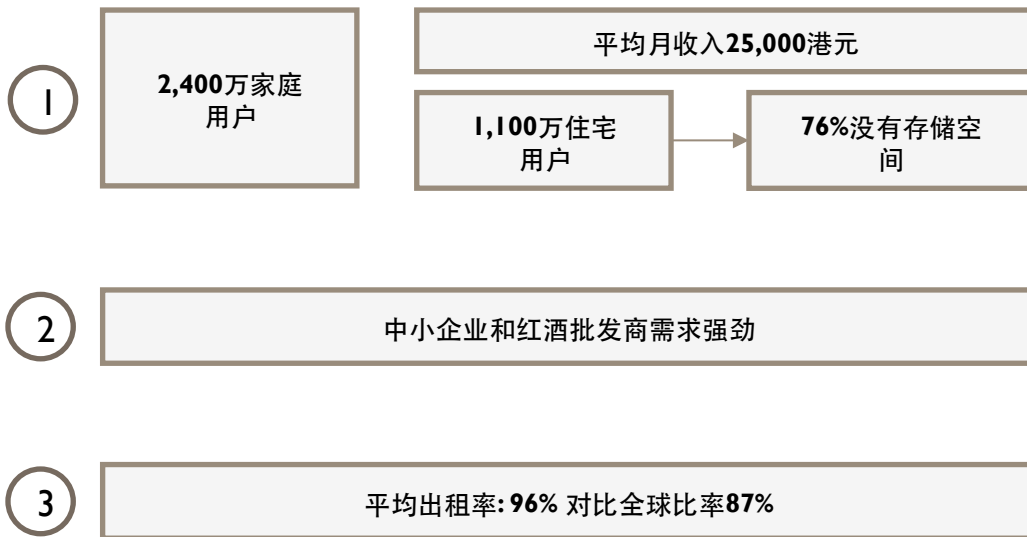 1
2,400万家庭
用户
平均月收入25,000港元
1,100万住宅
用户
76%没有存储空
间
2
中小企业和红酒批发商需求强劲
3
平均出租率: 96% 对比全球比率87%